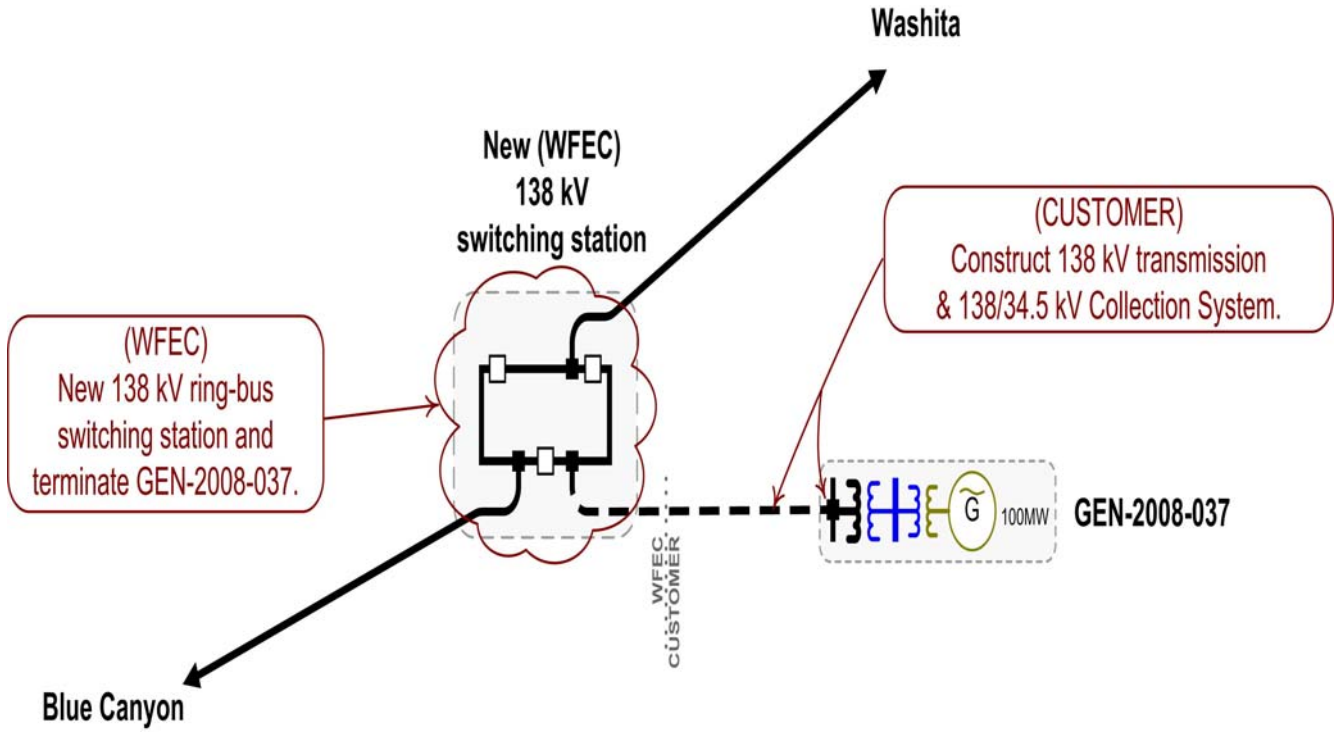 Washita
New (WFEC)
138 kV
switching station
(CUSTOMER)
Construct 138 kV transmission
& 138/34.5 kV Collection System.
(WFEC)
New 138 kV ring-bus
switching station and
terminate GEN-2008-037.
G
100MW
GEN-2008-037
WFEC
CUSTOMER
Blue Canyon